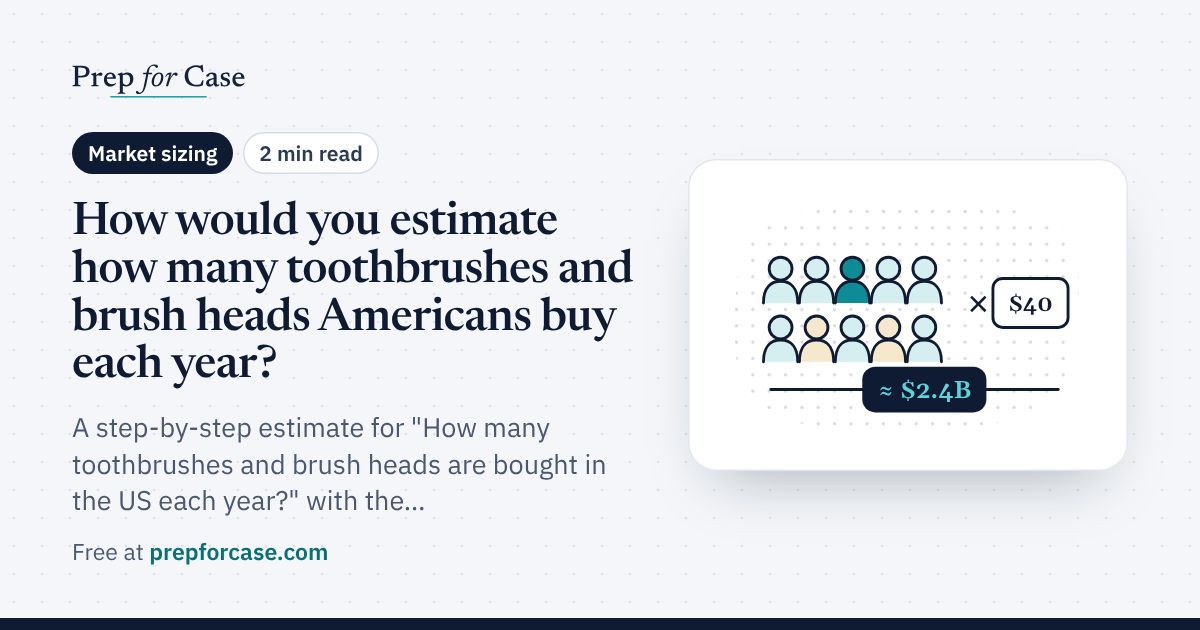 Prep for Case
Market sizing
2 min read
How would you estimate
how many toothbrushes and
brush heads Americans buy
each year?
A step-by-step estimate for "How many
toothbrushes and brush heads are bought in
the US each year?" with the...
Free at prepforcase.com
× $40
≈ $2.4B